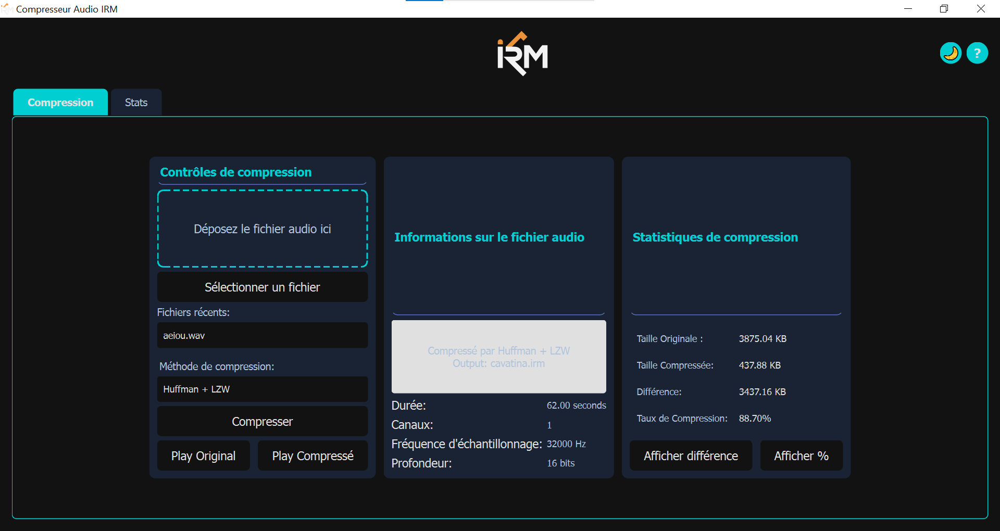 Compresseur Audio IRM
iRM
?
Compression
Stats
Contrôles de compression
Déposez le fichier audio ici
Sélectionner un fichier
Fichiers récents:
aeiou.wav
Méthode de compression:
Huffman + LZW
Compresser
Play Original
Play Compressé
Informations sur le fichier audio
Compressé par Huffman + LZW
Output: cavatina.irm
Durée: 62.00 seconds
Canaux: 1
Fréquence d'échantillonnage: 32000 Hz
Profondeur: 16 bits
Statistiques de compression
Taille Originale : 3875.04 KB
Taille Compressée: 437.88 KB
Différence: 3437.16 KB
Taux de Compression: 88.70%
Afficher différence
Afficher %